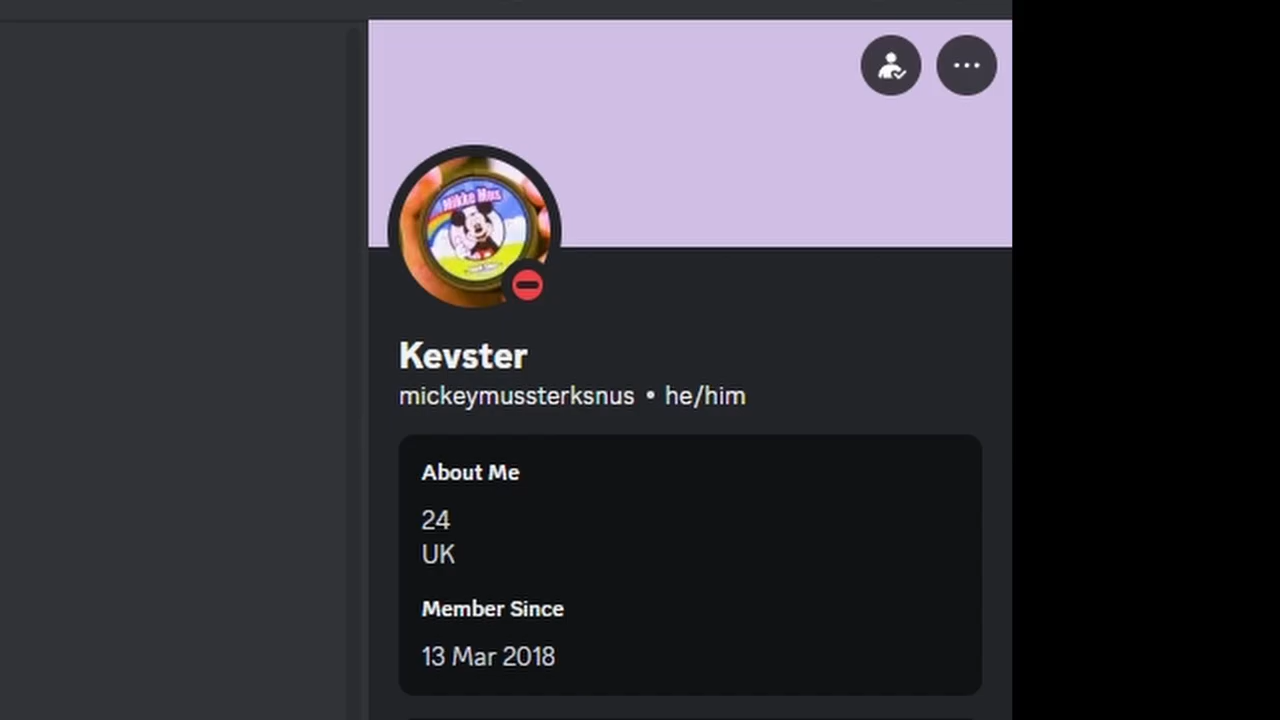 Mikke Mus
Kevster
mickeymussterksnus • he/him
About Me
24
UK
Member Since
13 Mar 2018